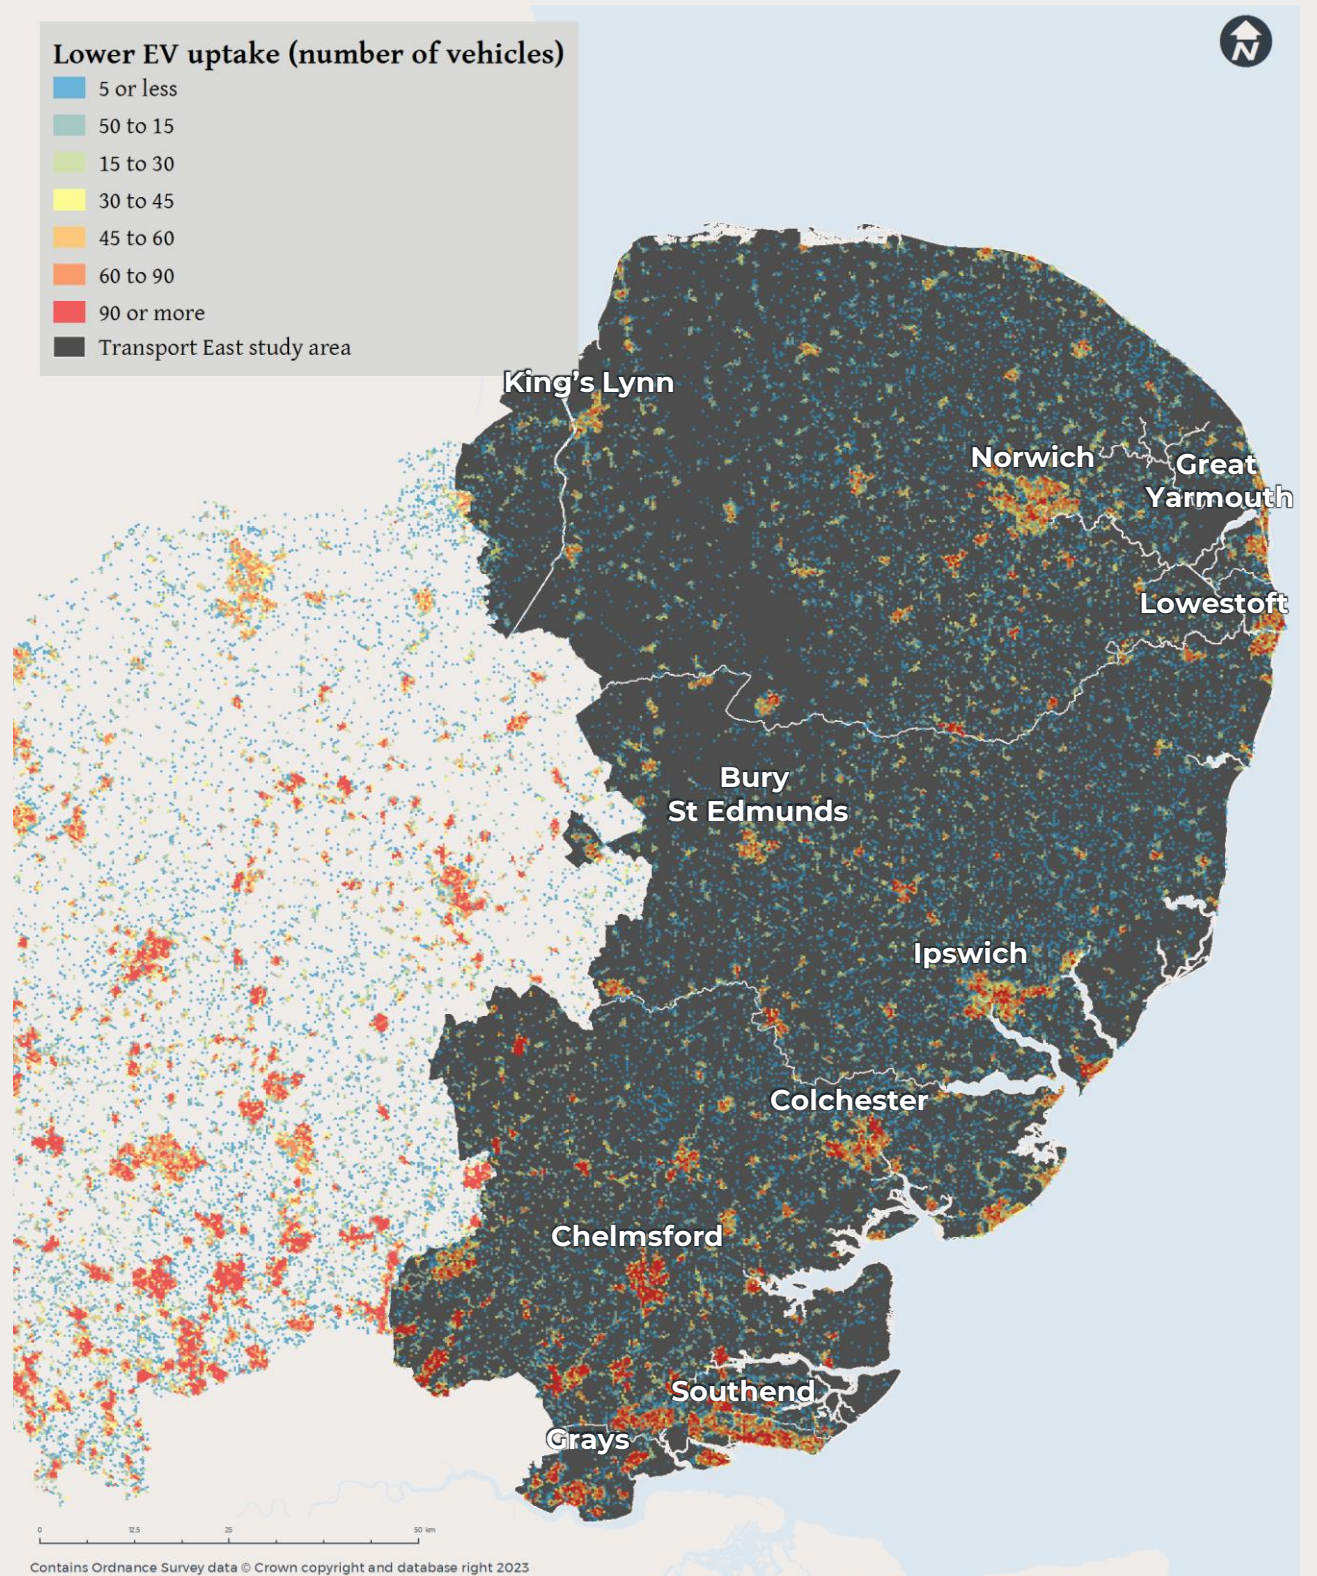 Lower EV uptake (number of vehicles)
5 or less
50 to 15
15 to 30
30 to 45
45 to 60
60 to 90
90 or more
Transport East study area
N
King's Lynn
Norwich
Great
Yarmouth
Lowestoft
Bury
St Edmunds
Ipswich
Colchester
Chelmsford
Southend
Grays
0 12.5 25 50 km
Contains Ordnance Survey data © Crown copyright and database right 2023